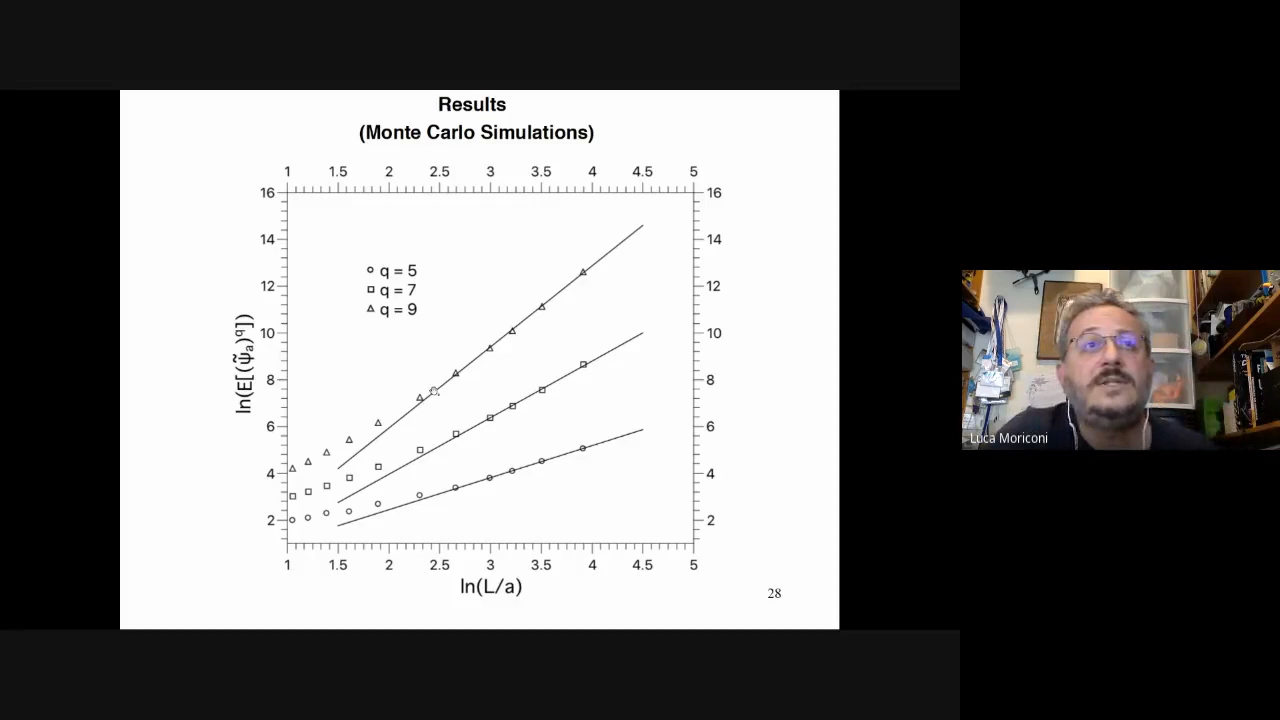 Results
(Monte Carlo Simulations)
1 1.5 2 2.5 3 3.5 4 4.5 5
16 16
14 14
12 12
10 10
8 8
6 6
4 4
2 2
q = 5
q = 7
q = 9
ln(E[(ψ̃ₐ)^q])
1 1.5 2 2.5 3 3.5 4 4.5 5
ln(L/a)
28
Luca Moriconi